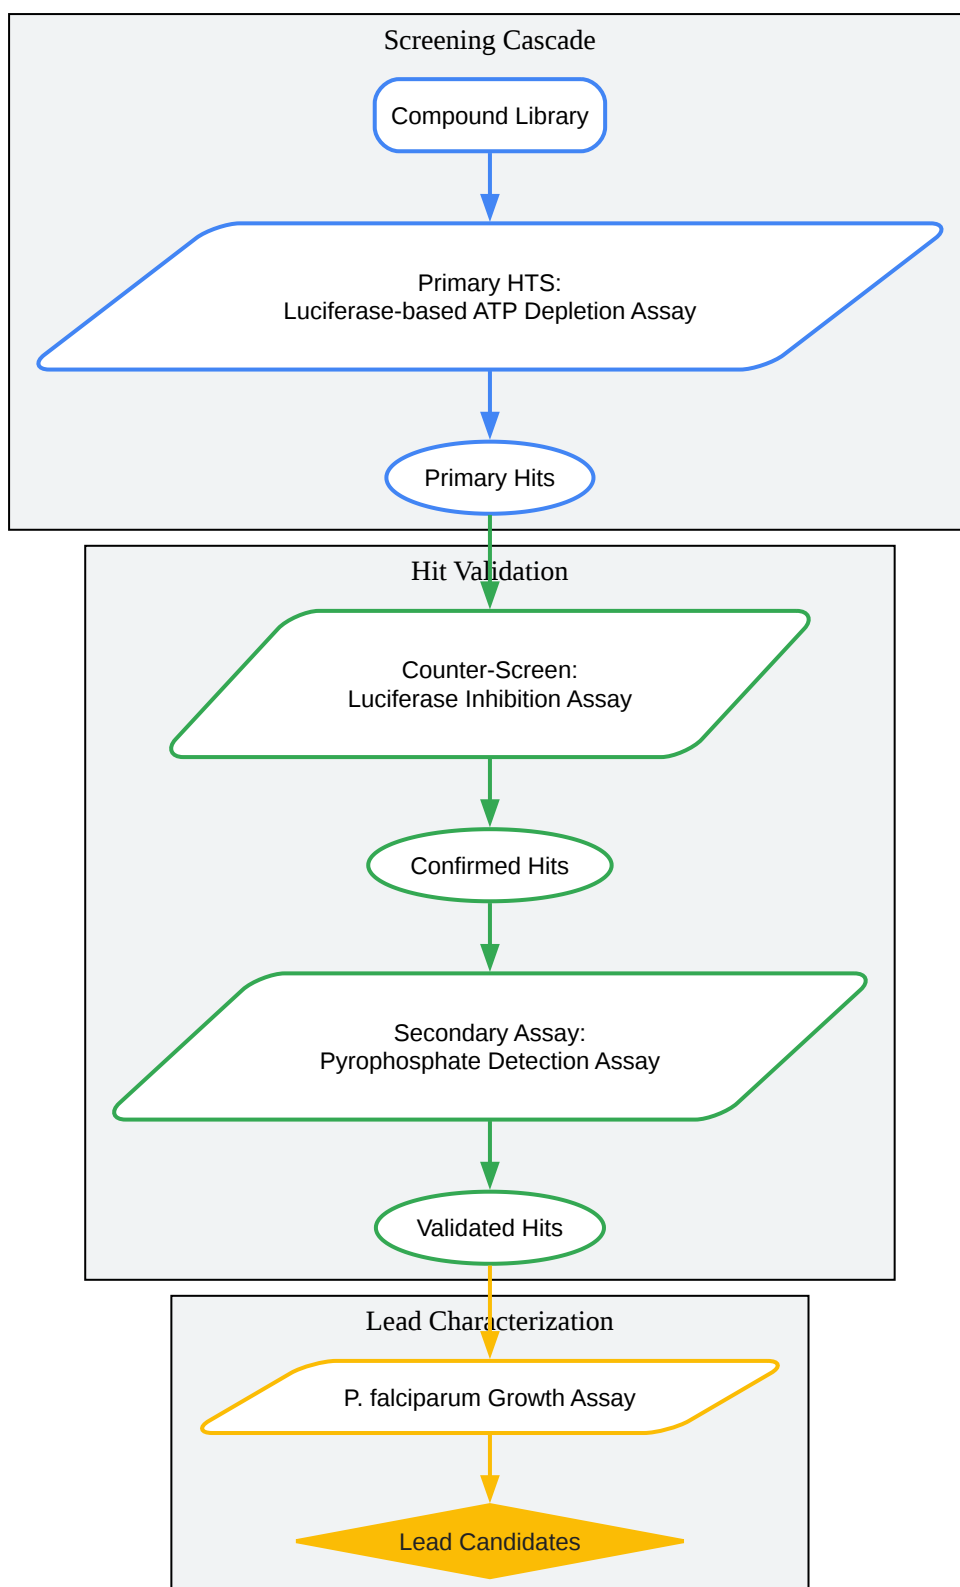 Screening Cascade
Compound Library
Primary HTS:
Luciferase-based ATP Depletion Assay
Primary Hits
Hit Validation
Counter-Screen:
Luciferase Inhibition Assay
Confirmed Hits
Secondary Assay:
Pyrophosphate Detection Assay
Validated Hits
Lead Characterization
P. falciparum Growth Assay
Lead Candidates